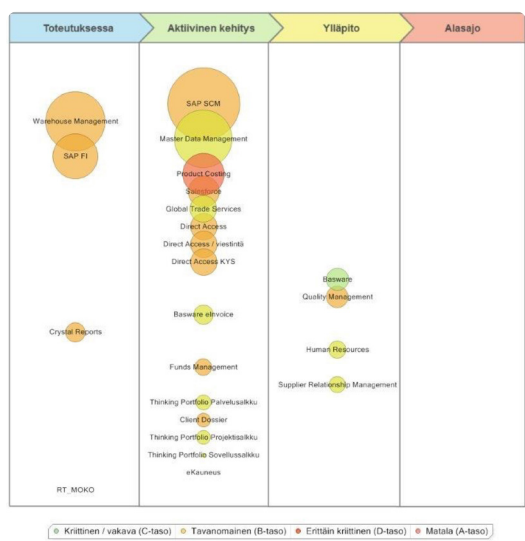 Toteutuksessa
Aktiivinen kehitys
Ylläpito
Alasajo
Warehouse Management
SAP FI
Crystal Reports
RT_MOKO
SAP SCM
Master Data Management
Product Costing
Salesforce
Global Trade Services
Direct Access
Direct Access / viestintä
Direct Access KYS
Basware eInvoice
Funds Management
Thinking Portfolio Palvelusalkku
Client Dossier
Thinking Portfolio Projektisalkku
Thinking Portfolio Sovellussalkku
eKauneus
Basware
Quality Management
Human Resources
Supplier Relationship Management
Kriittinen / vakava (C-taso)
Tavanomainen (B-taso)
Erittäin kriittinen (D-taso)
Matala (A-taso)